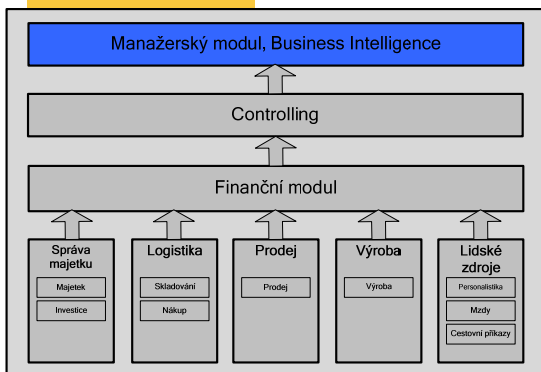 Manažerský modul, Business Intelligence
Controlling
Finanční modul
Správa
majetku
Majetek
Investice
Logistika
Skladování
Nákup
Prodej
Prodej
Výroba
Výroba
Lidské
zdroje
Personalistika
Mzdy
Cestovní příkazy